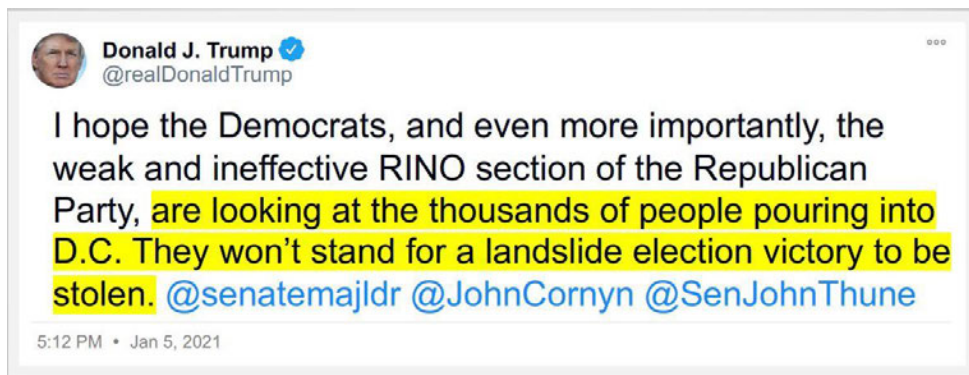 Donald J. Trump
@realDonaldTrump
I hope the Democrats, and even more importantly, the
weak and ineffective RINO section of the Republican
Party, are looking at the thousands of people pouring into
D.C. They won’t stand for a landslide election victory to be
stolen. @senatemajldr @JohnCornyn @SenJohnThune
5:12 PM • Jan 5, 2021